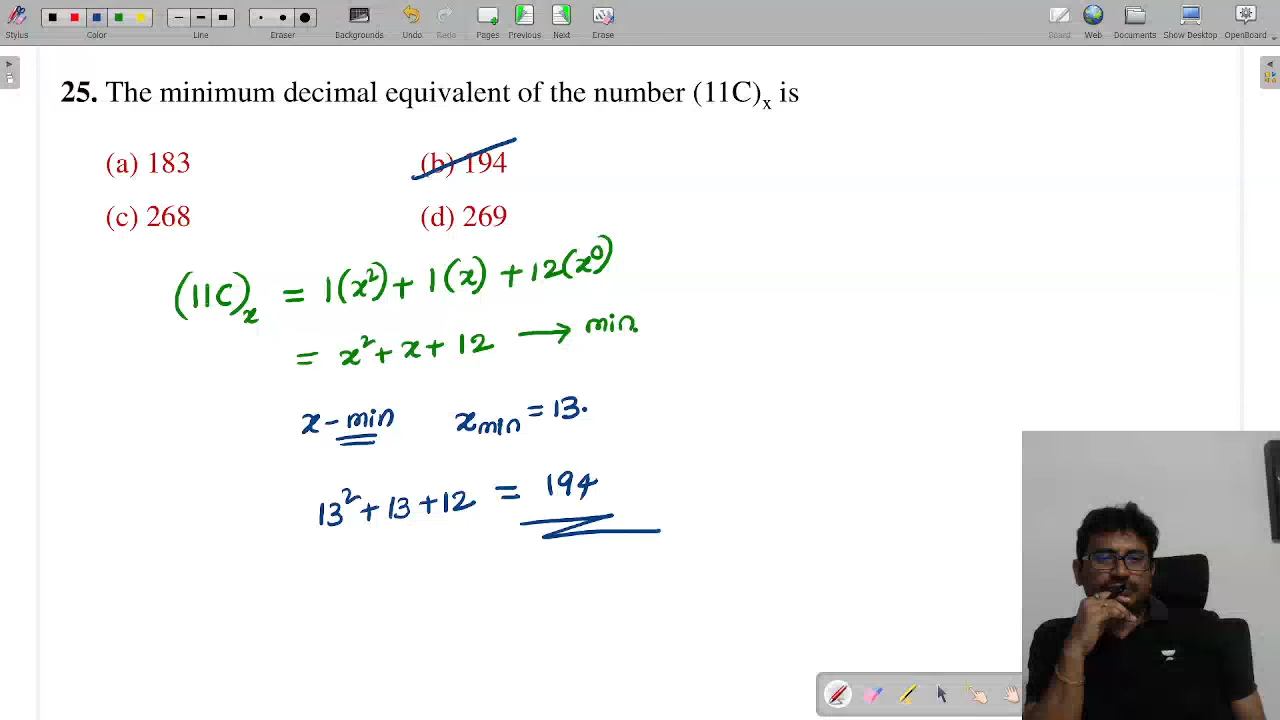 Stylus Color Line Eraser Backgrounds Undo Redo Pages Previous Next Erase Board Web Documents Show Desktop OpenBoard
25. The minimum decimal equivalent of the number (11C)ₓ is
(a) 183 (b) 194
(c) 268 (d) 269
(11C)ₓ = 1(x²) + 1(x) + 12(x⁰)
= x² + x + 12 → min.
x - min xmin = 13.
13² + 13 + 12 = 194